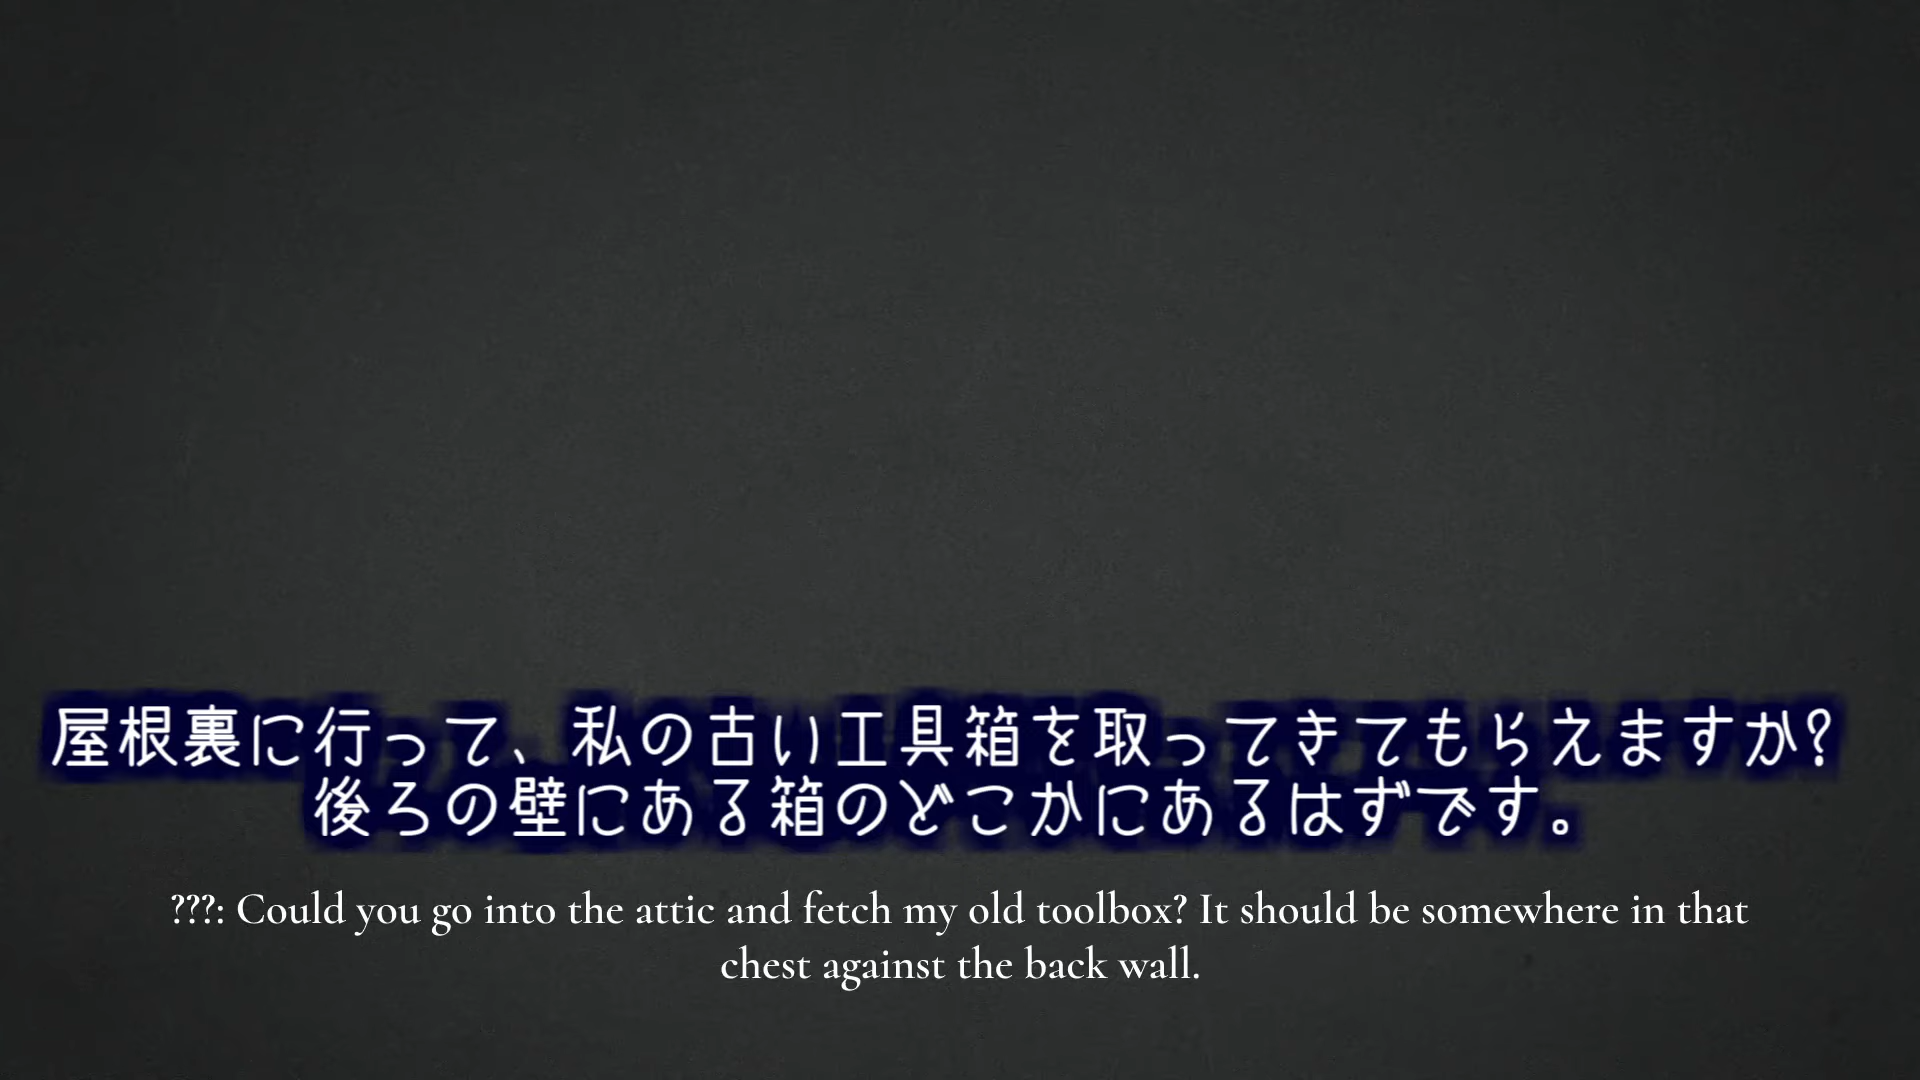 屋根裏に行って、私の古い工具箱を取ってきてもらえますか?
後ろの壁にある箱のどこかにあるはずです。
???: Could you go into the attic and fetch my old toolbox? It should be somewhere in that
chest against the back wall.